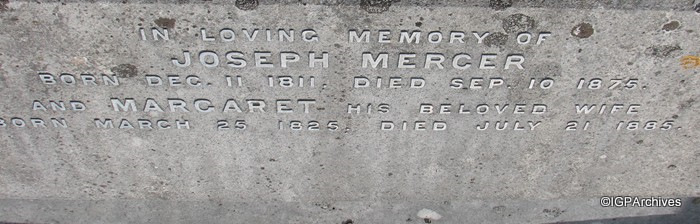 IN LOVING MEMORY OF
JOSEPH MERCER
BORN DEC. 11 1811, DIED SEP. 10 1875.
AND MARGARET HIS BELOVED WIFE
BORN MARCH 25 1825, DIED JULY 21 1885.
©IGPArchives